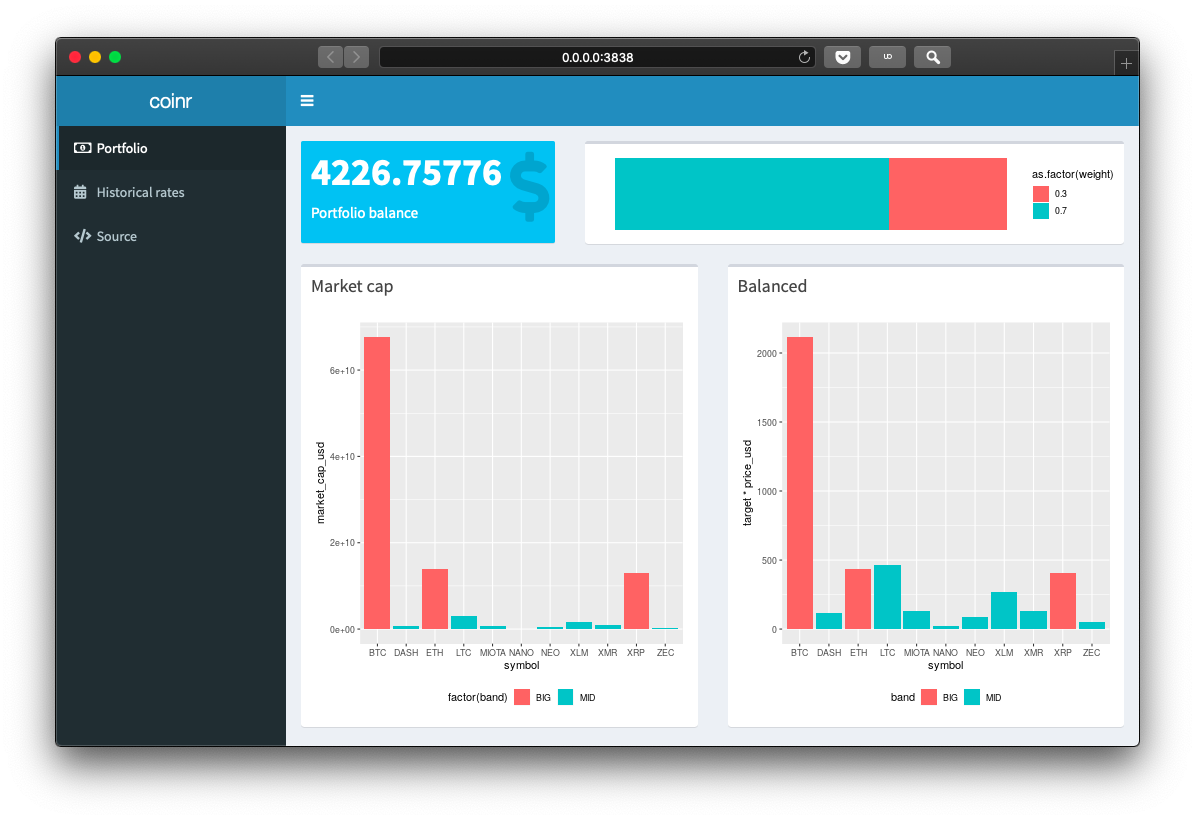 0.0.0.0:3838
UD
coinr
Portfolio
Historical rates
Source
4226.75776
$
Portfolio balance
as.factor(weight)
0.3
0.7
Market cap
6e+10
4e+10
2e+10
0e+00
market_cap_usd
BTC DASH ETH LTC MIOTA NANO NEO XLM XMR XRP ZEC
symbol
factor(band) BIG MID
Balanced
2000
1500
1000
500
0
target * price_usd
BTC DASH ETH LTC MIOTA NANO NEO XLM XMR XRP ZEC
symbol
band BIG MID